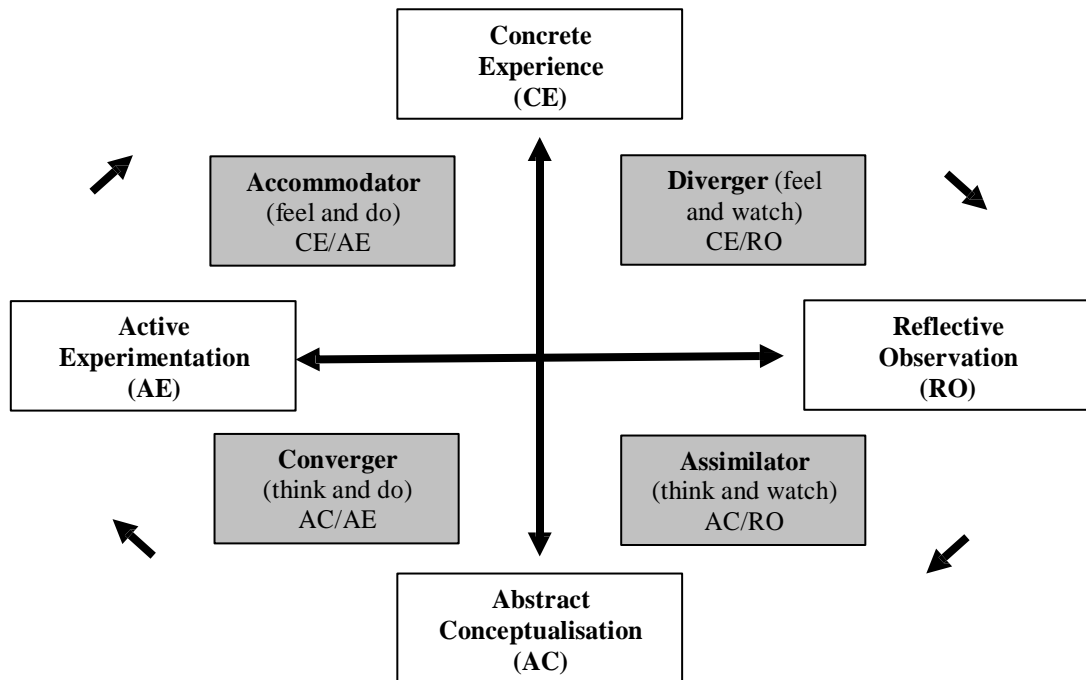 Concrete
Experience
(CE)
Accommodator
(feel and do)
CE/AE
Diverger (feel
and watch)
CE/RO
Active
Experimentation
(AE)
Reflective
Observation
(RO)
Converger
(think and do)
AC/AE
Assimilator
(think and watch)
AC/RO
Abstract
Conceptualisation
(AC)